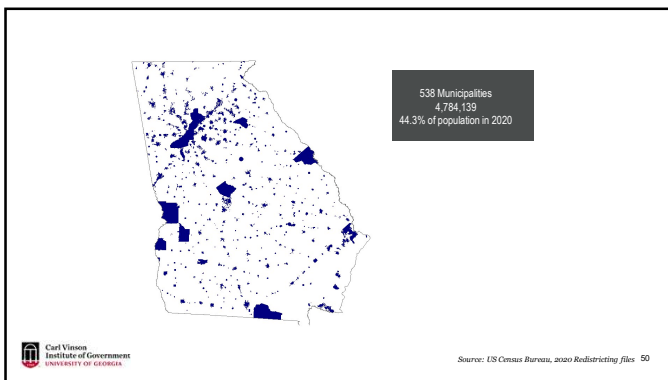 538 Municipalities
4,784,139
44.3% of population in 2020
Carl Vinson
Institute of Government
UNIVERSITY OF GEORGIA
Source: US Census Bureau, 2020 Redistricting files 50